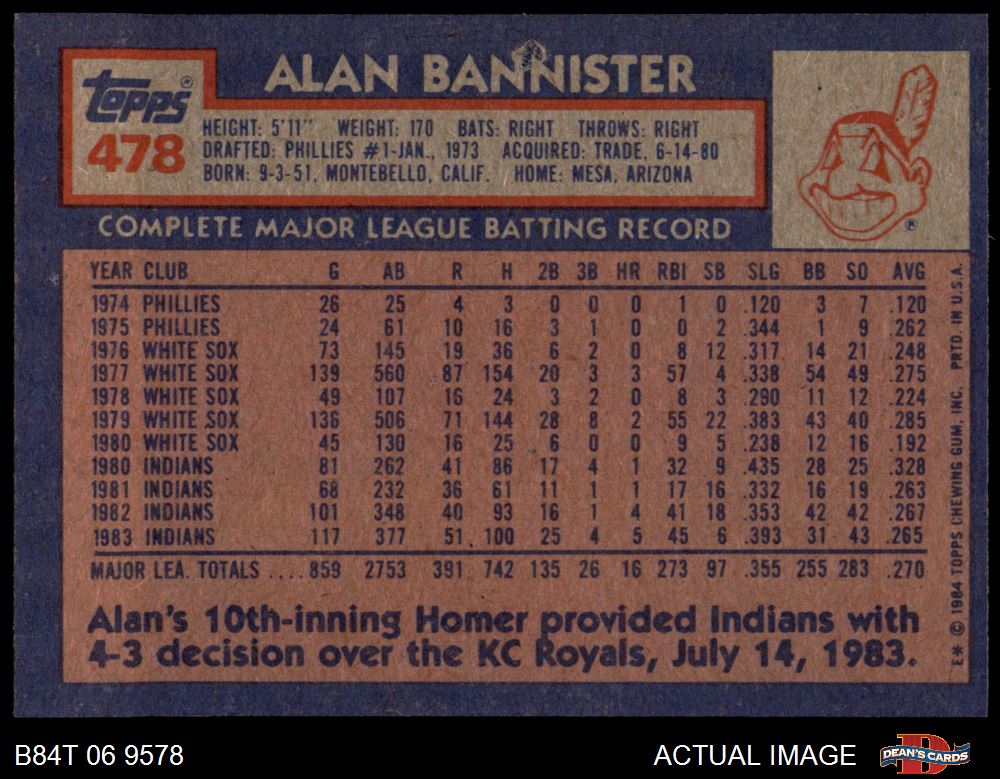 ALAN BANNISTER
Topps®
478
HEIGHT: 5'11" WEIGHT: 170 BATS: RIGHT THROWS: RIGHT
DRAFTED: PHILLIES #1-JAN., 1973 ACQUIRED: TRADE, 6-14-80
BORN: 9-3-51, MONTEBELLO, CALIF. HOME: MESA, ARIZONA
®
COMPLETE MAJOR LEAGUE BATTING RECORD
YEAR CLUB G AB R H 2B 3B HR RBI SB SLG BB SO AVG
1974 PHILLIES 26 25 4 3 0 0 0 1 0 .120 3 7 .120
1975 PHILLIES 24 61 10 16 3 1 0 0 2 .344 1 9 .262
1976 WHITE SOX 73 145 19 36 6 2 0 8 12 .317 14 21 .248
1977 WHITE SOX 139 560 87 154 20 3 3 57 4 .338 54 49 .275
1978 WHITE SOX 49 107 16 24 3 2 0 8 3 .290 11 12 .224
1979 WHITE SOX 136 506 71 144 28 8 2 55 22 .383 43 40 .285
1980 WHITE SOX 45 130 16 25 6 0 0 9 5 .238 12 16 .192
1980 INDIANS 81 262 41 86 17 4 1 32 9 .435 28 25 .328
1981 INDIANS 68 232 36 61 11 1 1 17 16 .332 16 19 .263
1982 INDIANS 101 348 40 93 16 1 4 41 18 .353 42 42 .267
1983 INDIANS 117 377 51 100 25 4 5 45 6 .393 31 43 .265
MAJOR LEA. TOTALS ....859 2753 391 742 135 26 16 273 97 .355 255 283 .270
Alan's 10th-inning Homer provided Indians with
4-3 decision over the KC Royals, July 14, 1983.
E* © 1984 TOPPS CHEWING GUM, INC. PRTD. IN U.S.A.
B84T 06 9578
ACTUAL IMAGE
DEAN'S CARDS